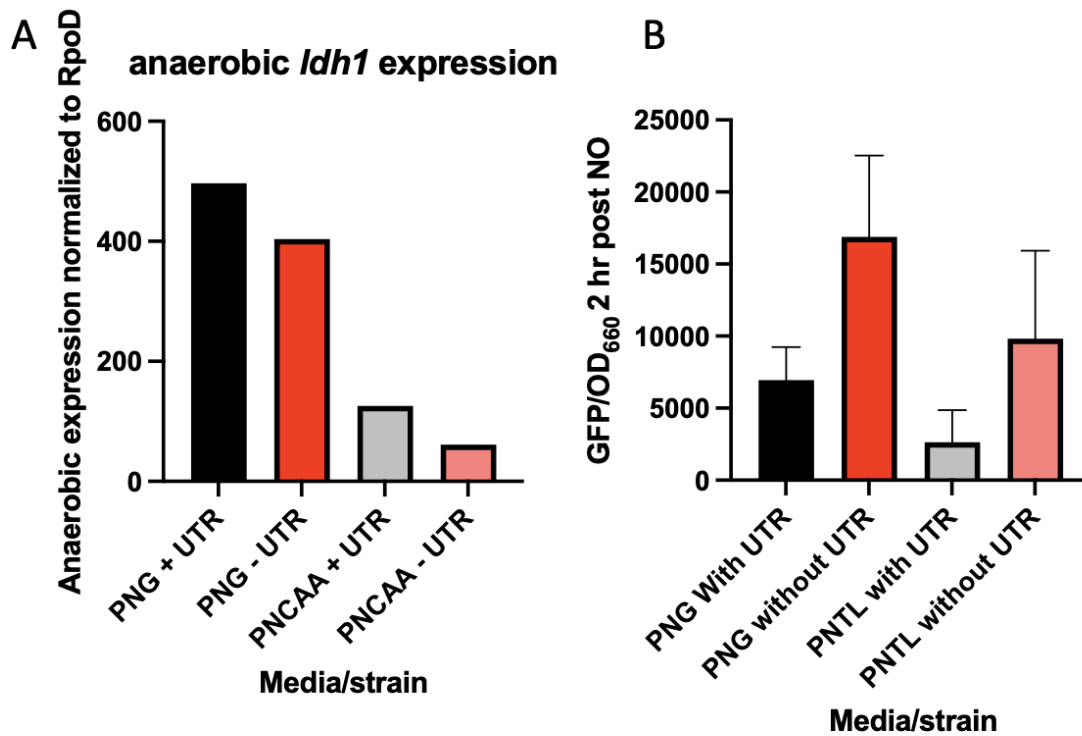 A
anaerobic ldh1 expression
Anaerobic expression normalized to RpoD
600
400
200
0
PNG + UTR
PNG - UTR
PNCAA + UTR
PNCAA - UTR
Media/strain
B
GFP/OD660 2 hr post NO
25000
20000
15000
10000
5000
0
PNG With UTR
PNG without UTR
PNTL with UTR
PNTL without UTR
Media/strain